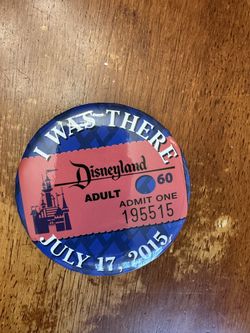 I WAS THERE
Disneyland
60
ADULT
ADMIT ONE
195515
JULY 17, 2015